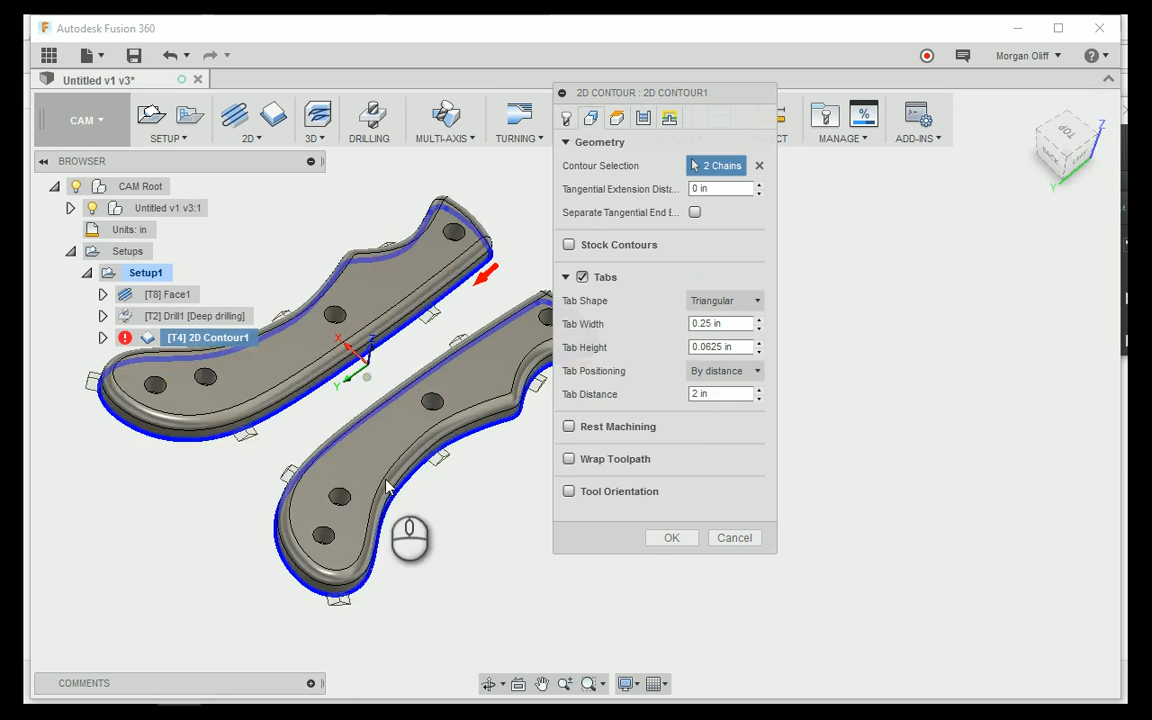 Autodesk Fusion 360
Morgan Oliff
Untitled v1 v3*
CAM
SETUP
2D
3D
DRILLING
MULTI-AXIS
TURNING
CT
MANAGE
ADD-INS
BROWSER
CAM Root
Untitled v1 v3:1
Units: in
Setups
Setup1
[T8] Face1
[T2] Drill1 [Deep drilling]
[T4] 2D Contour1
2D CONTOUR : 2D CONTOUR1
Geometry
Contour Selection 2 Chains
Tangential Extension Dista... 0 in
Separate Tangential End E...
Stock Contours
Tabs
Tab Shape Triangular
Tab Width 0.25 in
Tab Height 0.0625 in
Tab Positioning By distance
Tab Distance 2 in
Rest Machining
Wrap Toolpath
Tool Orientation
OK Cancel
TOP
BACK
Z
Y
X
Z
Y
COMMENTS